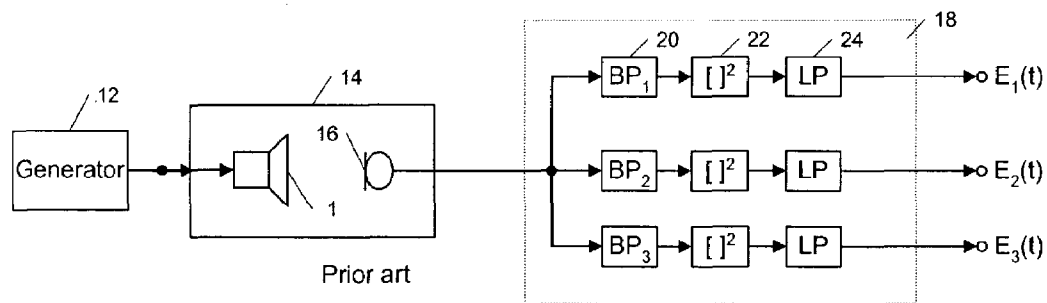 18
20 22 24
BP₁ [ ]² LP E₁(t)
14
12
16
Generator
BP₂ [ ]² LP E₂(t)
1
BP₃ [ ]² LP E₃(t)
Prior art